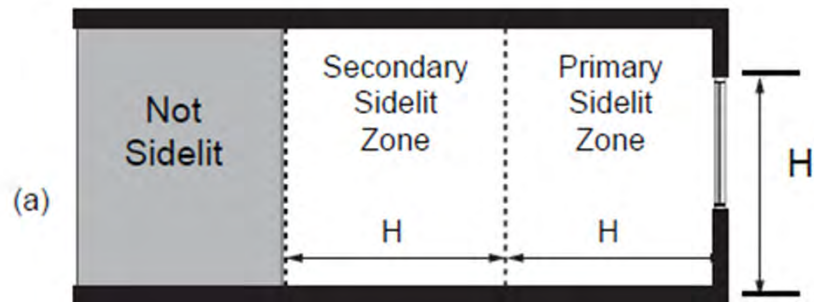 (a)
Not
Sidelit
Secondary
Sidelit
Zone
Primary
Sidelit
Zone
H
H
H